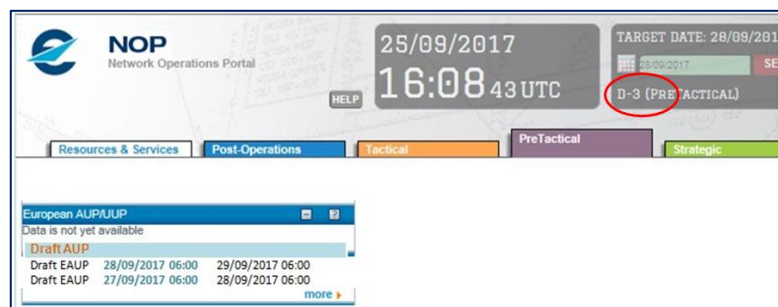 NOP
Network Operations Portal
HELP
25/09/2017
16:08 43 UTC
TARGET DATE: 28/09/201
28/09/2017 SE
D-3 (PRETACTICAL)
Resources & Services Post-Operations Tactical PreTactical Strategic
European AUP/UUP
Data is not yet available
Draft AUP
Draft EAUP 28/09/2017 06:00 29/09/2017 06:00
Draft EAUP 27/09/2017 06:00 28/09/2017 06:00
more